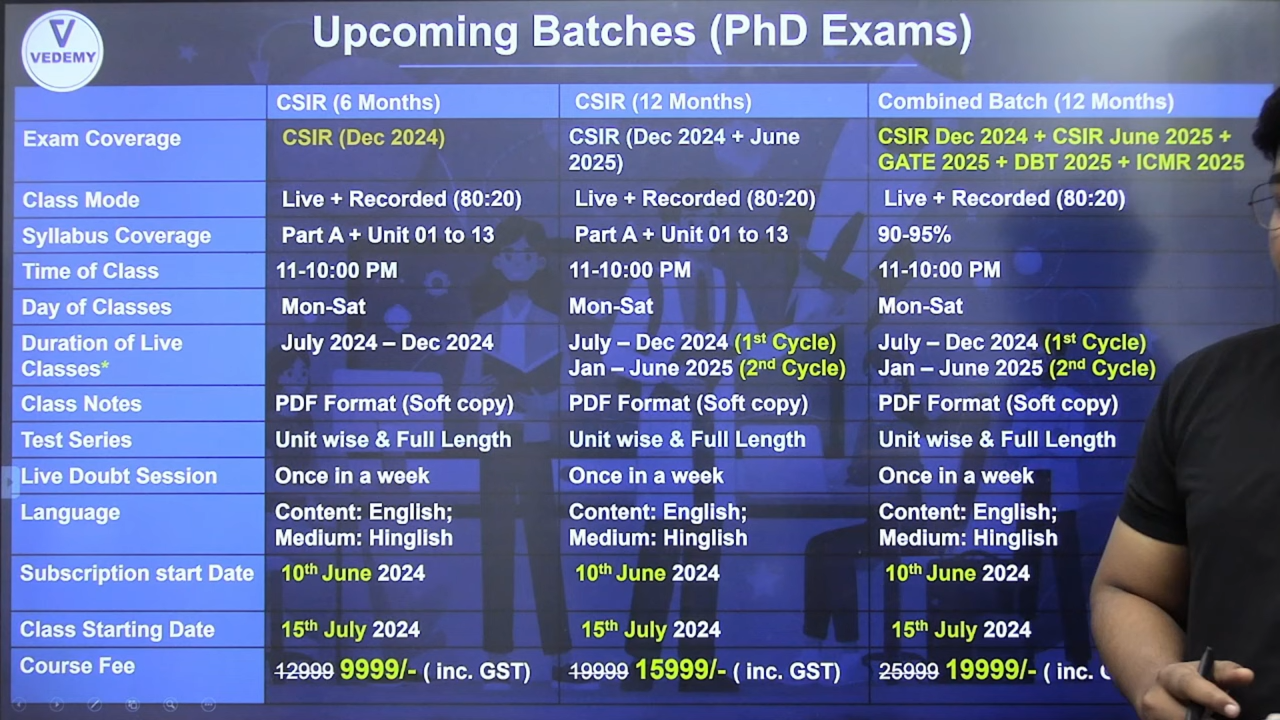 VEDEMY
Upcoming Batches (PhD Exams)
CSIR (6 Months) CSIR (12 Months) Combined Batch (12 Months)
Exam Coverage CSIR (Dec 2024) CSIR (Dec 2024 + June 2025) CSIR Dec 2024 + CSIR June 2025 + GATE 2025 + DBT 2025 + ICMR 2025
Class Mode Live + Recorded (80:20) Live + Recorded (80:20) Live + Recorded (80:20)
Syllabus Coverage Part A + Unit 01 to 13 Part A + Unit 01 to 13 90-95%
Time of Class 11-10:00 PM 11-10:00 PM 11-10:00 PM
Day of Classes Mon-Sat Mon-Sat Mon-Sat
Duration of Live Classes* July 2024 – Dec 2024 July – Dec 2024 (1st Cycle) Jan – June 2025 (2nd Cycle) July – Dec 2024 (1st Cycle) Jan – June 2025 (2nd Cycle)
Class Notes PDF Format (Soft copy) PDF Format (Soft copy) PDF Format (Soft copy)
Test Series Unit wise & Full Length Unit wise & Full Length Unit wise & Full Length
Live Doubt Session Once in a week Once in a week Once in a week
Language Content: English; Medium: Hinglish Content: English; Medium: Hinglish Content: English; Medium: Hinglish
Subscription start Date 10th June 2024 10th June 2024 10th June 2024
Class Starting Date 15th July 2024 15th July 2024 15th July 2024
Course Fee 12999 9999/- ( inc. GST) 19999 15999/- ( inc. GST) 25999 19999/- ( inc.